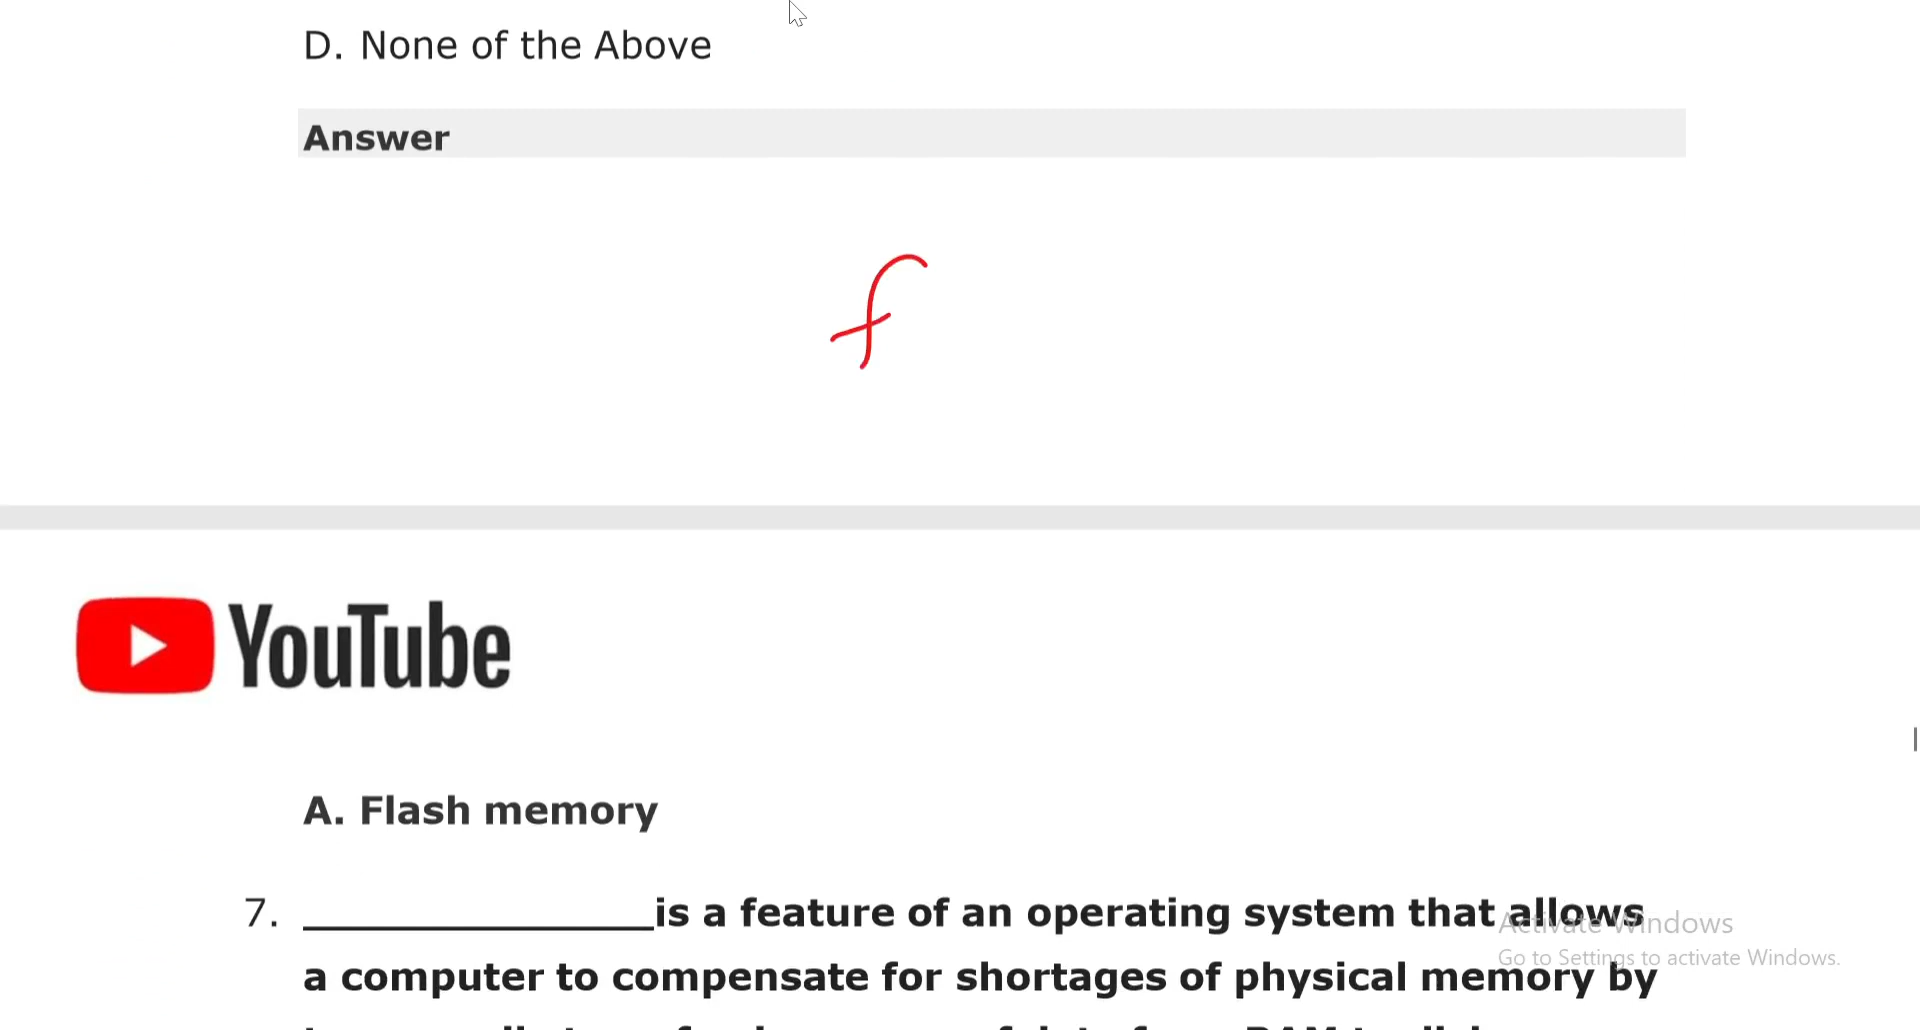 D. None of the Above
Answer
f
YouTube
A. Flash memory
7. ________________is a feature of an operating system that allows
Activate Windows
a computer to compensate for shortages of physical memory by
Go to Settings to activate Windows.